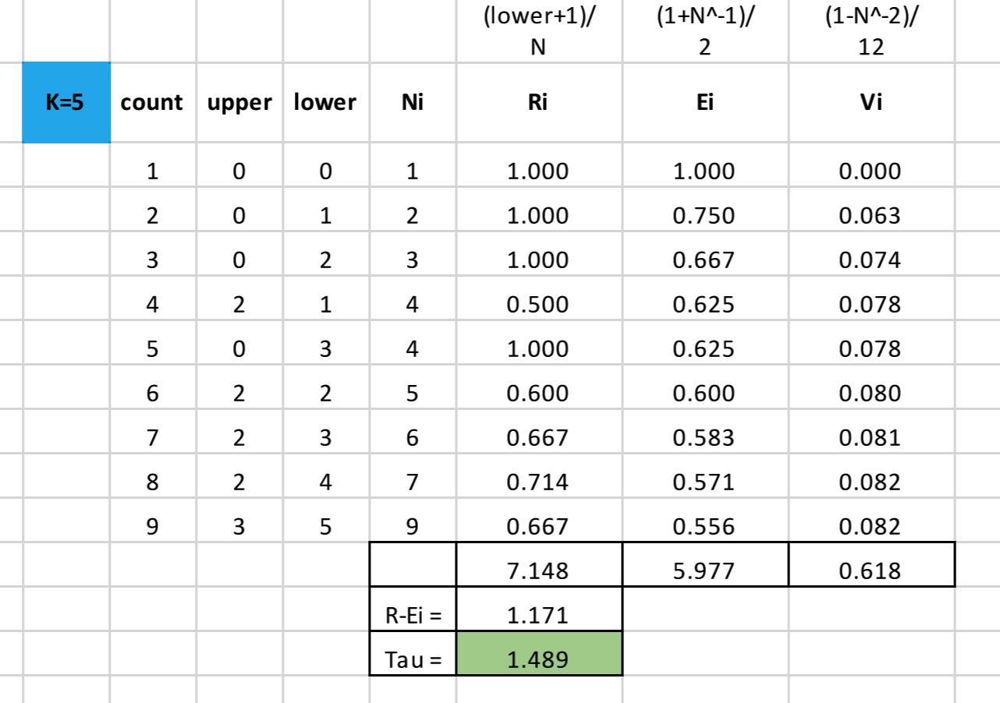 (lower+1)/ (1+N^-1)/ (1-N^-2)/
N 2 12
K=5 count upper lower Ni Ri Ei Vi
1 0 0 1 1.000 1.000 0.000
2 0 1 2 1.000 0.750 0.063
3 0 2 3 1.000 0.667 0.074
4 2 1 4 0.500 0.625 0.078
5 0 3 4 1.000 0.625 0.078
6 2 2 5 0.600 0.600 0.080
7 2 3 6 0.667 0.583 0.081
8 2 4 7 0.714 0.571 0.082
9 3 5 9 0.667 0.556 0.082
7.148 5.977 0.618
R-Ei = 1.171
Tau = 1.489